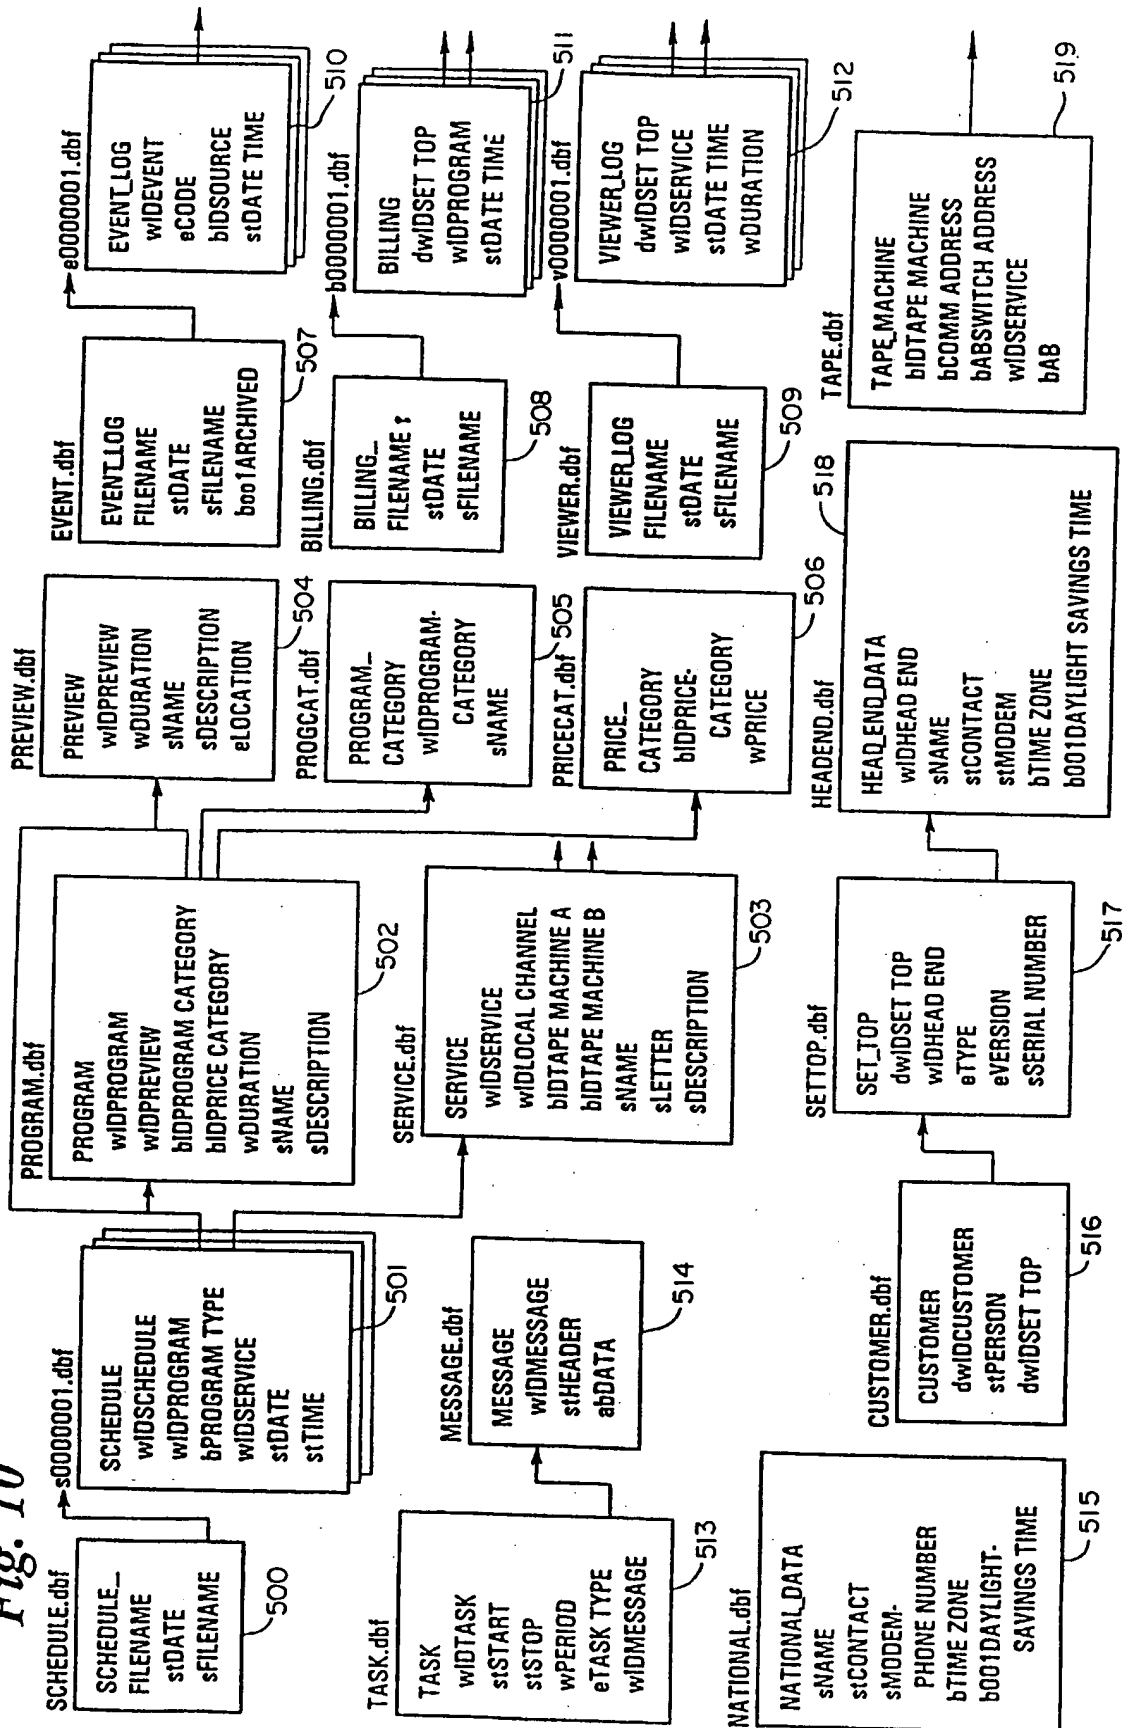 Fig. 10
SCHEDULE.dbf
SCHEDULE_
FILENAME
stDATE
sFILENAME
500
s0000001.dbf
SCHEDULE
wIDSCHEDULE
wIDPROGRAM
bPROGRAM TYPE
wIDSERVICE
stDATE
stTIME
501
PROGRAM.dbf
PROGRAM
wIDPROGRAM
wIDPREVIEW
bIDPROGRAM CATEGORY
bIDPRICE CATEGORY
wDURATION
sNAME
sDESCRIPTION
502
SERVICE.dbf
SERVICE
wIDSERVICE
wIDLOCAL CHANNEL
bIDTAPE MACHINE A
bIDTAPE MACHINE B
sNAME
sLETTER
sDESCRIPTION
503
PREVIEW.dbf
PREVIEW
wIDPREVIEW
wDURATION
sNAME
sDESCRIPTION
eLOCATION
504
PROGCAT.dbf
PROGRAM_
CATEGORY
wIDPROGRAM-
CATEGORY
sNAME
505
PRICECAT.dbf
PRICE_
CATEGORY
bIDPRICE-
CATEGORY
wPRICE
506
EVENT.dbf
EVENT_LOG
FILENAME
stDATE
sFILENAME
boo1ARCHIVED
507
BILLING.dbf
BILLING_
FILENAME
stDATE
sFILENAME
508
VIEWER.dbf
VIEWER_LOG
FILENAME
stDATE
sFILENAME
509
e0000001.dbf
EVENT_LOG
wIDEVENT
eCODE
bIDSOURCE
stDATE TIME
510
b0000001.dbf
BILLING
dwIDSET TOP
wIDPROGRAM
stDATE TIME
511
v0000001.dbf
VIEWER_LOG
dwIDSET TOP
wIDSERVICE
stDATE TIME
wDURATION
512
TASK.dbf
TASK
wIDTASK
stSTART
stSTOP
wPERIOD
eTASK TYPE
wIDMESSAGE
513
MESSAGE.dbf
MESSAGE
wIDMESSAGE
stHEADER
abDATA
514
NATIONAL.dbf
NATIONAL_DATA
sNAME
stCONTACT
sMODEM-
PHONE NUMBER
bTIME ZONE
b001DAYLIGHT-
SAVINGS TIME
515
CUSTOMER.dbf
CUSTOMER
dwIDCUSTOMER
stPERSON
dwIDSET TOP
516
SETTOP.dbf
SET_TOP
dwIDSET TOP
wIDHEAD END
eTYPE
eVERSION
sSERIAL NUMBER
517
HEADEND.dbf
HEAD_END_DATA
wIDHEAD END
sNAME
stCONTACT
stMODEM
bTIME ZONE
b001DAYLIGHT SAVINGS TIME
518
TAPE.dbf
TAPE_MACHINE
bIDTAPE MACHINE
bCOMM ADDRESS
bABSWITCH ADDRESS
wIDSERVICE
bAB
519